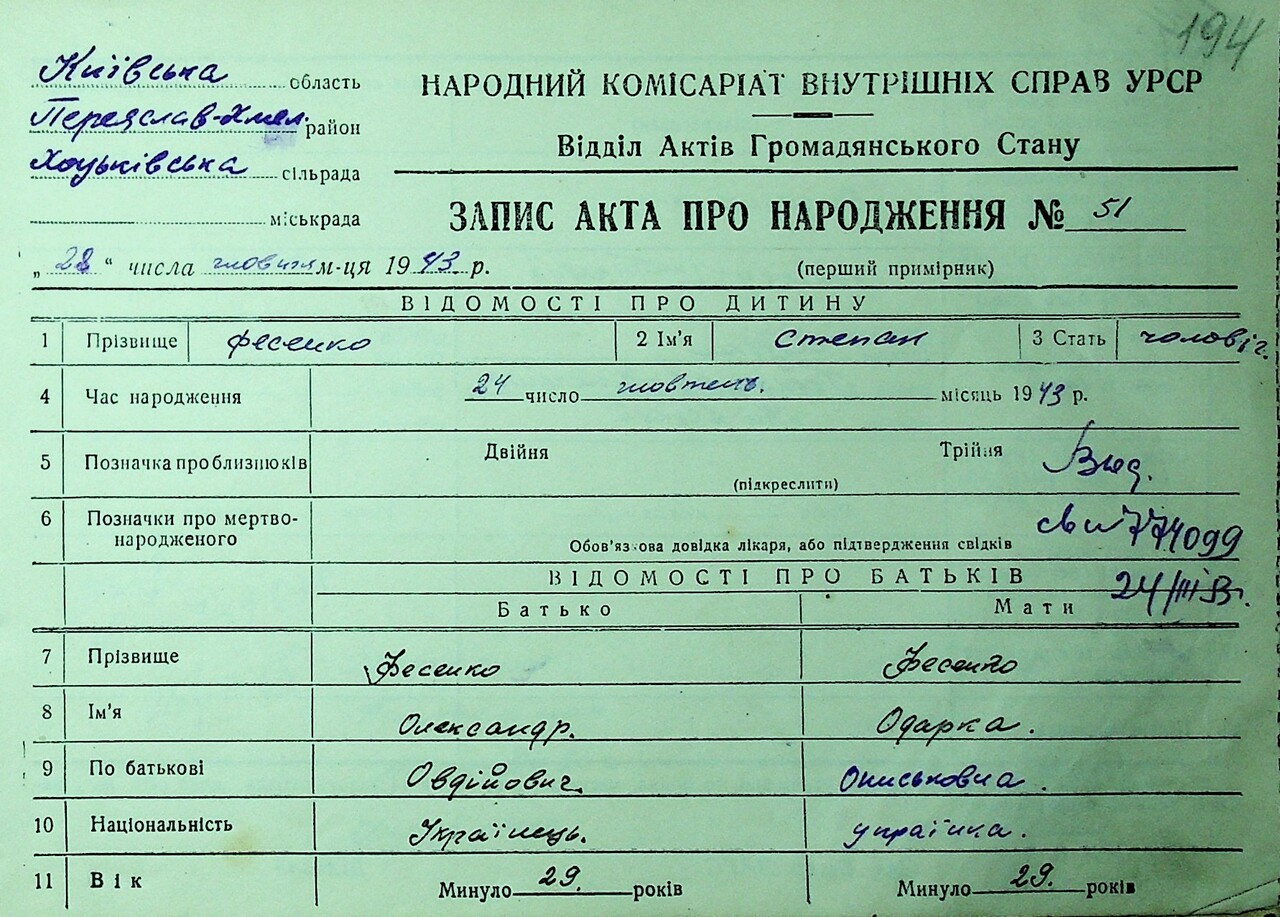 194
Київська область
Переяслав-Хмел. район
Хоцьківська сільрада
міськрада
НАРОДНИЙ КОМІСАРІАТ ВНУТРІШНІХ СПРАВ УРСР
Відділ Актів Громадянського Стану
ЗАПИС АКТА ПРО НАРОДЖЕННЯ № 51
„28“ числа жовтня м-ця 1943 р.
(перший примірник)
ВІДОМОСТІ ПРО ДИТИНУ
1 Прізвище Фесенко 2 Ім'я Степан 3 Стать чоловіч.
4 Час народження 24 число жовтень. місяць 1943 р.
5 Позначка про близнюків Двійня Трійня
(підкреслити)
Выд.
6 Позначки про мертво-
народженого
Обов'язкова довідка лікаря, або підтвердження свідків
774099
ВІДОМОСТІ ПРО БАТЬКІВ
24/III
Батько Мати
7 Прізвище Фесенко Фесенко
8 Ім'я Олександр. Одарка.
9 По батькові Овдійович. Ониськовна.
10 Національність Українець. українка.
11 Вік Минуло 29. років Минуло 29. років